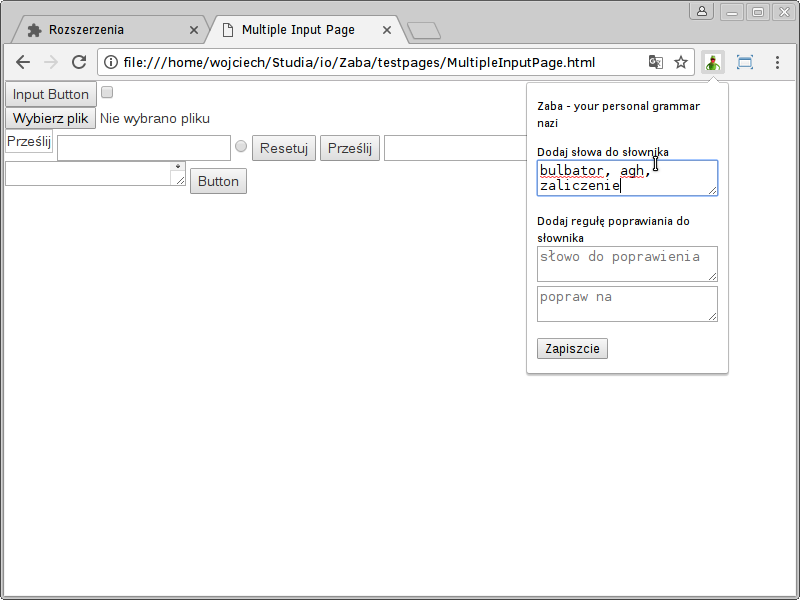 Rozszerzenia
Multiple Input Page
file:///home/wojciech/Studia/io/Zaba/testpages/MultipleInputPage.html
Input Button
Wybierz plik Nie wybrano pliku
Prześlij
Resetuj
Prześlij
Button
Zaba - your personal grammar
nazi
Dodaj słowa do słownika
bulbator, agh,
zaliczenie
Dodaj regułę poprawiania do
słownika
słowo do poprawienia
popraw na
Zapiszcie